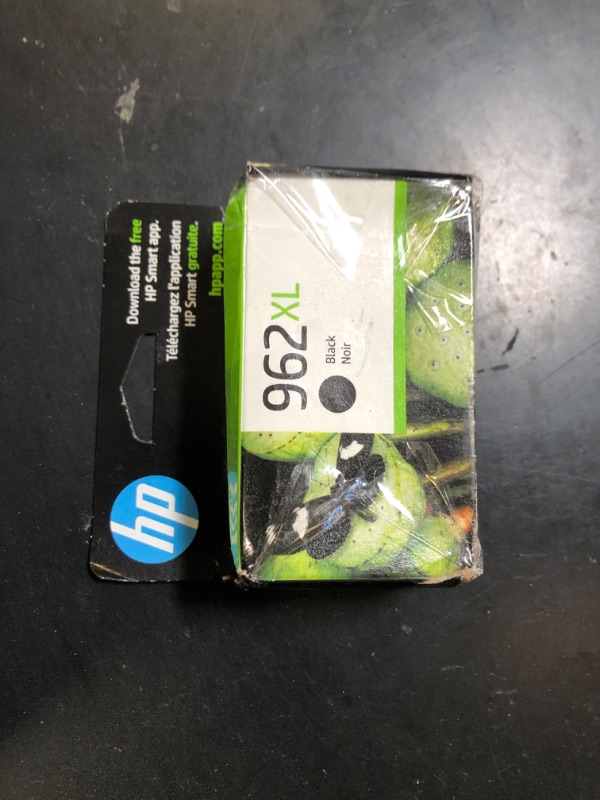 Download the free
HP Smart app.
Téléchargez l'application
HP Smart gratuite.
hpapp.com
hp
962XL
Black
Noir